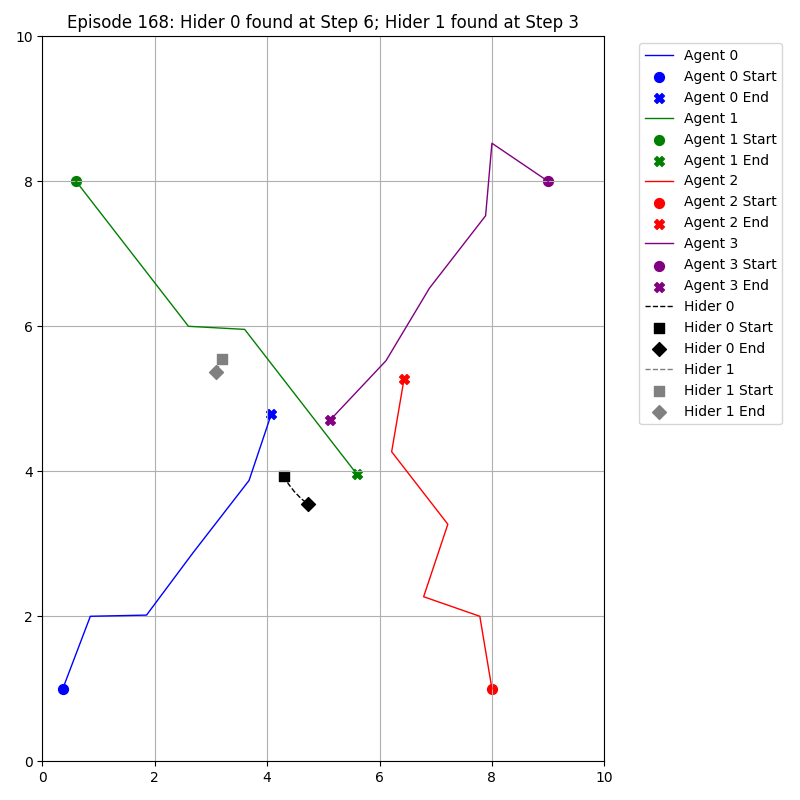 Episode 168: Hider 0 found at Step 6; Hider 1 found at Step 3
10
8
6
4
2
0
0 2 4 6 8 10
Agent 0
Agent 0 Start
Agent 0 End
Agent 1
Agent 1 Start
Agent 1 End
Agent 2
Agent 2 Start
Agent 2 End
Agent 3
Agent 3 Start
Agent 3 End
Hider 0
Hider 0 Start
Hider 0 End
Hider 1
Hider 1 Start
Hider 1 End